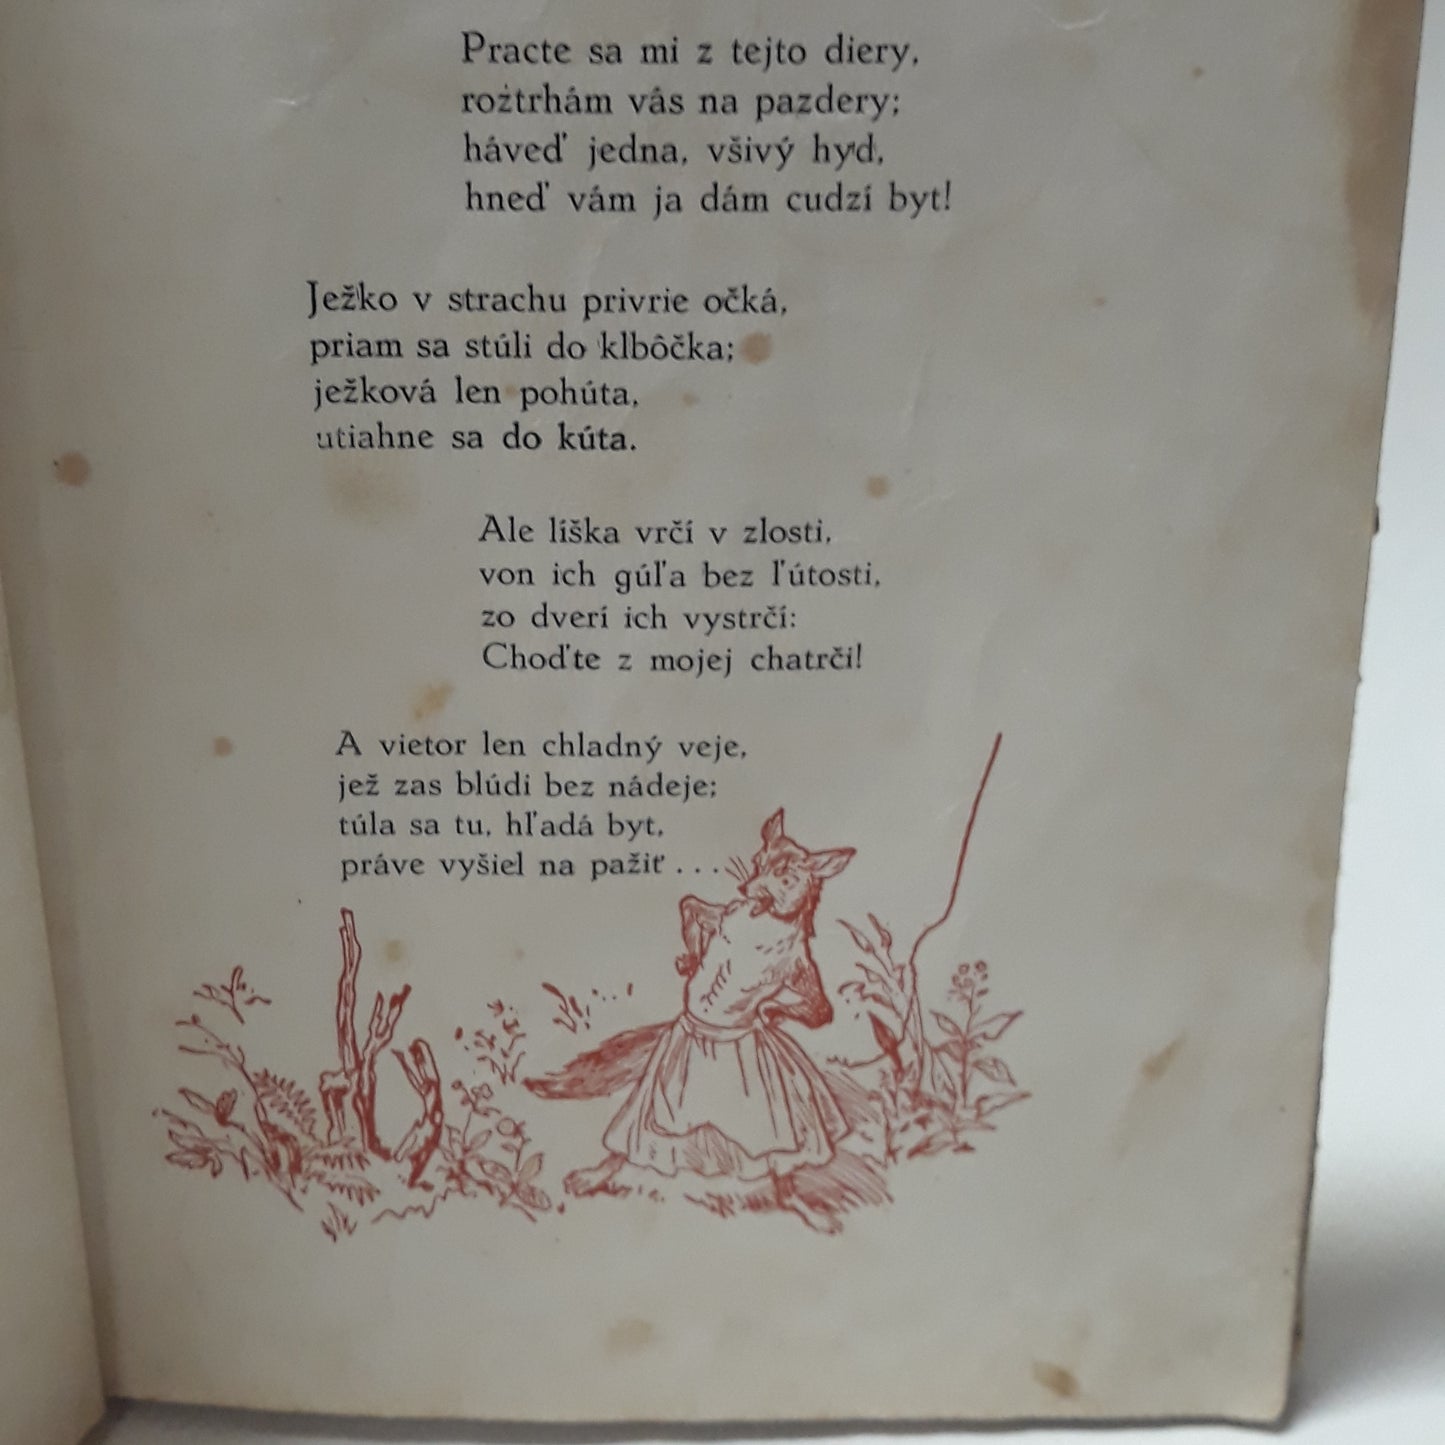 Practe sa mi z tejto diery,
roztrhám vás na pazdery;
háveď jedna, všivý hyd,
hneď vám ja dám cudzí byt!
Ježko v strachu privrie očká,
priam sa stúli do klbôčka;
ježková len pohúta,
utiahne sa do kúta.
Ale líška vrčí v zlosti,
von ich gúľa bez ľútosti,
zo dverí ich vystrčí:
Choďte z mojej chatrči!
A vietor len chladný veje,
jež zas blúdi bez nádeje;
túla sa tu, hľadá byt,
práve vyšiel na pažiť . . .